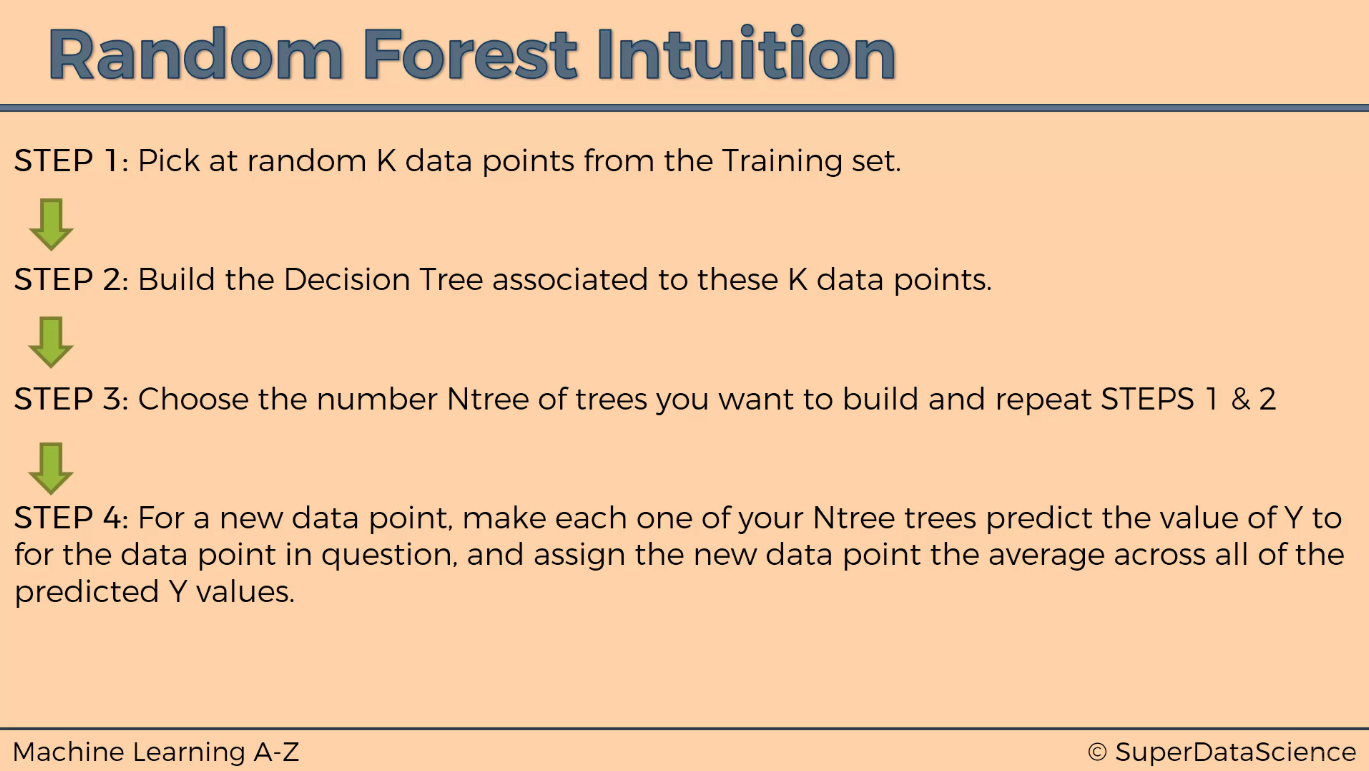 Random Forest Intuition
STEP 1: Pick at random K data points from the Training set.
STEP 2: Build the Decision Tree associated to these K data points.
STEP 3: Choose the number Ntree of trees you want to build and repeat STEPS 1 & 2
STEP 4: For a new data point, make each one of your Ntree trees predict the value of Y to
for the data point in question, and assign the new data point the average across all of the
predicted Y values.
Machine Learning A-Z
© SuperDataScience